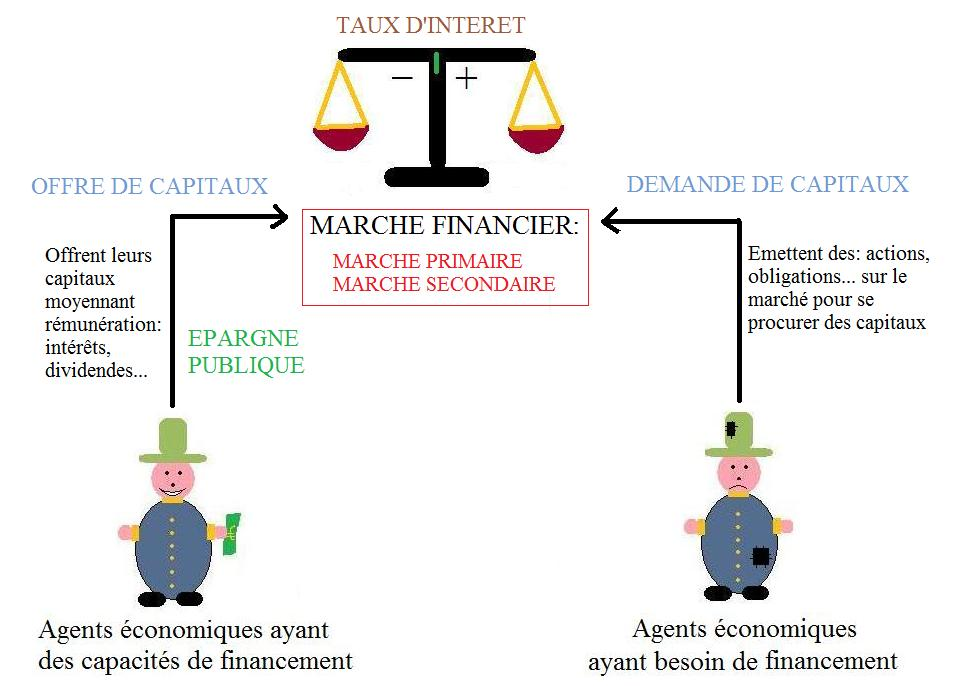 TAUX D'INTERET
− +
OFFRE DE CAPITAUX
DEMANDE DE CAPITAUX
MARCHE FINANCIER:
MARCHE PRIMAIRE
MARCHE SECONDAIRE
Offrent leurs
capitaux
moyennant
rémunération:
intérêts,
dividendes...
EPARGNE
PUBLIQUE
Emettent des: actions,
obligations... sur le
marché pour se
procurer des capitaux
€
Agents économiques ayant
des capacités de financement
Agents économiques
ayant besoin de financement